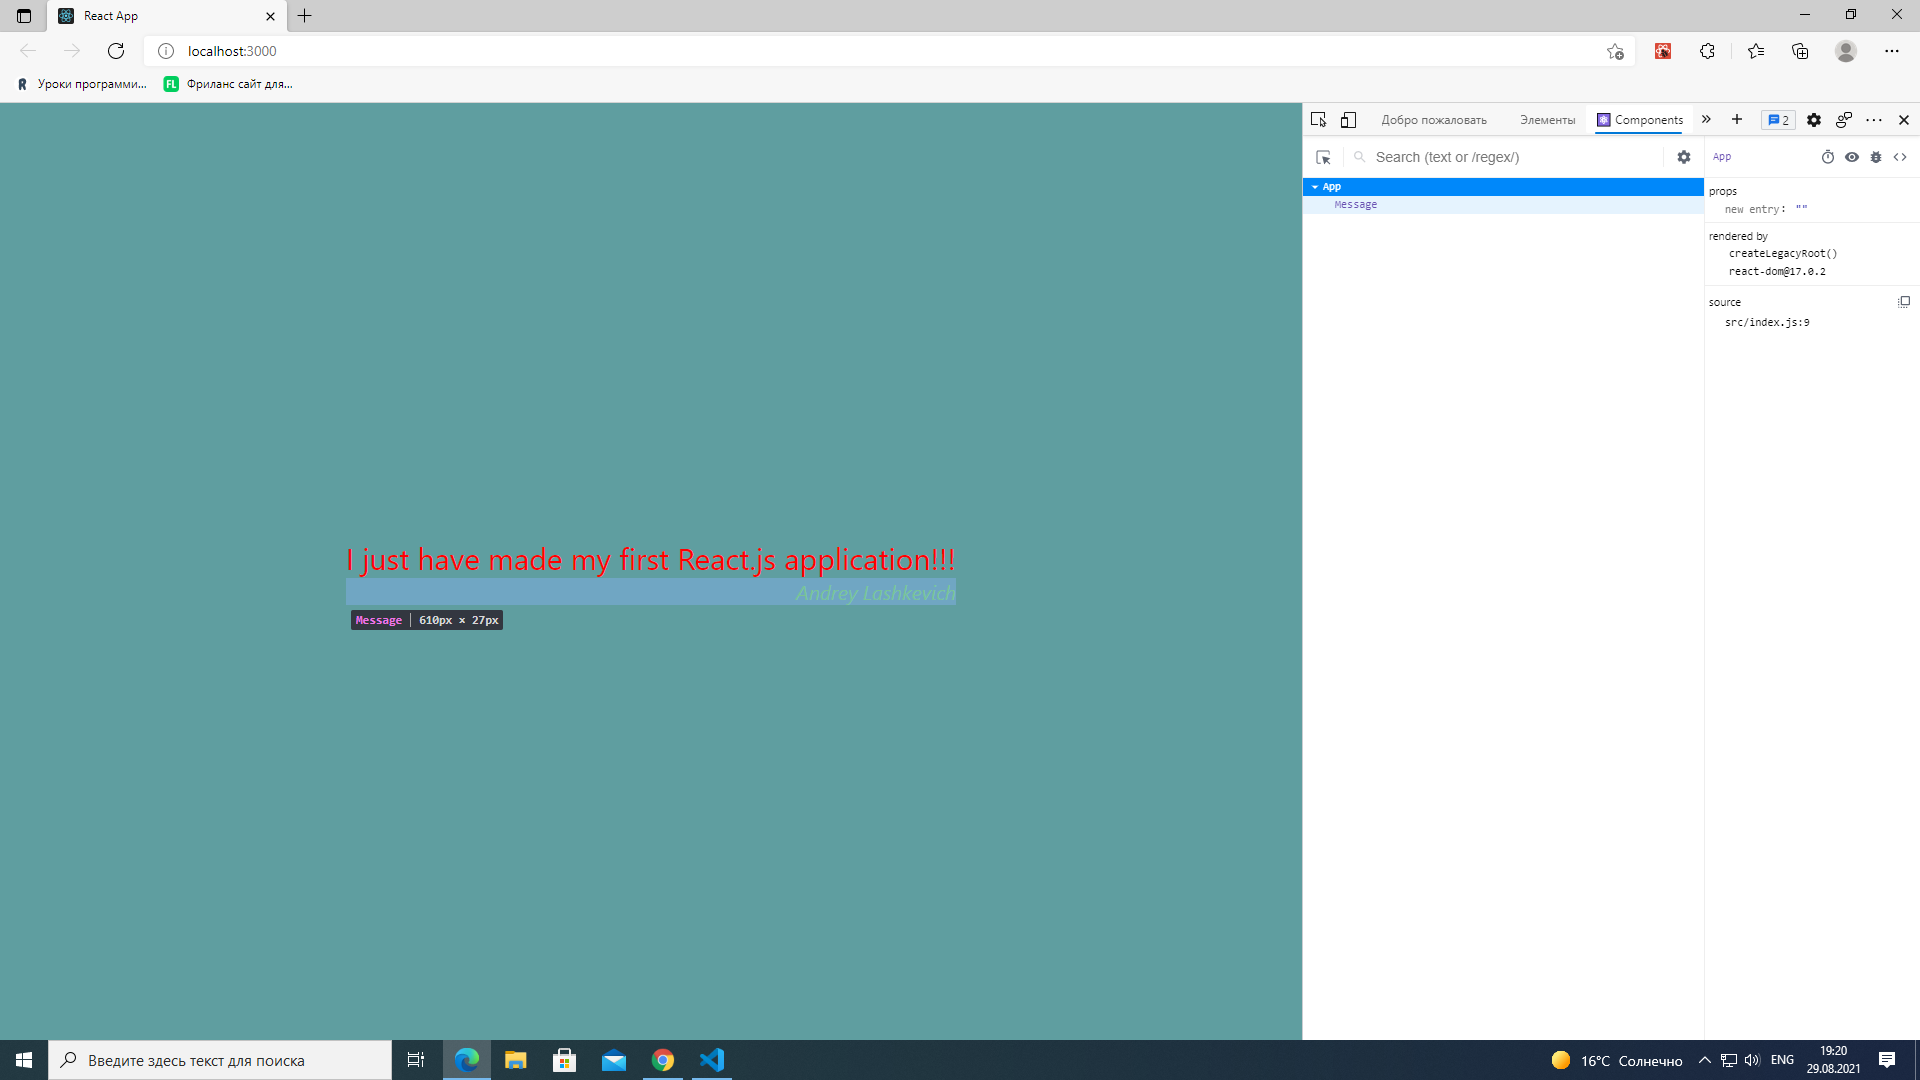 React App
localhost:3000
Уроки программи...
FL
Фриланс сайт для...
Добро пожаловать
Элементы
Components
2
Search (text or /regex/)
App
App
Message
props
new entry: ""
rendered by
createLegacyRoot()
react-dom@17.0.2
source
src/index.js:9
I just have made my first React.js application!!!
Andrey Lashkevich
Message | 610px × 27px
Введите здесь текст для поиска
16°C Солнечно
ENG
19:20
29.08.2021